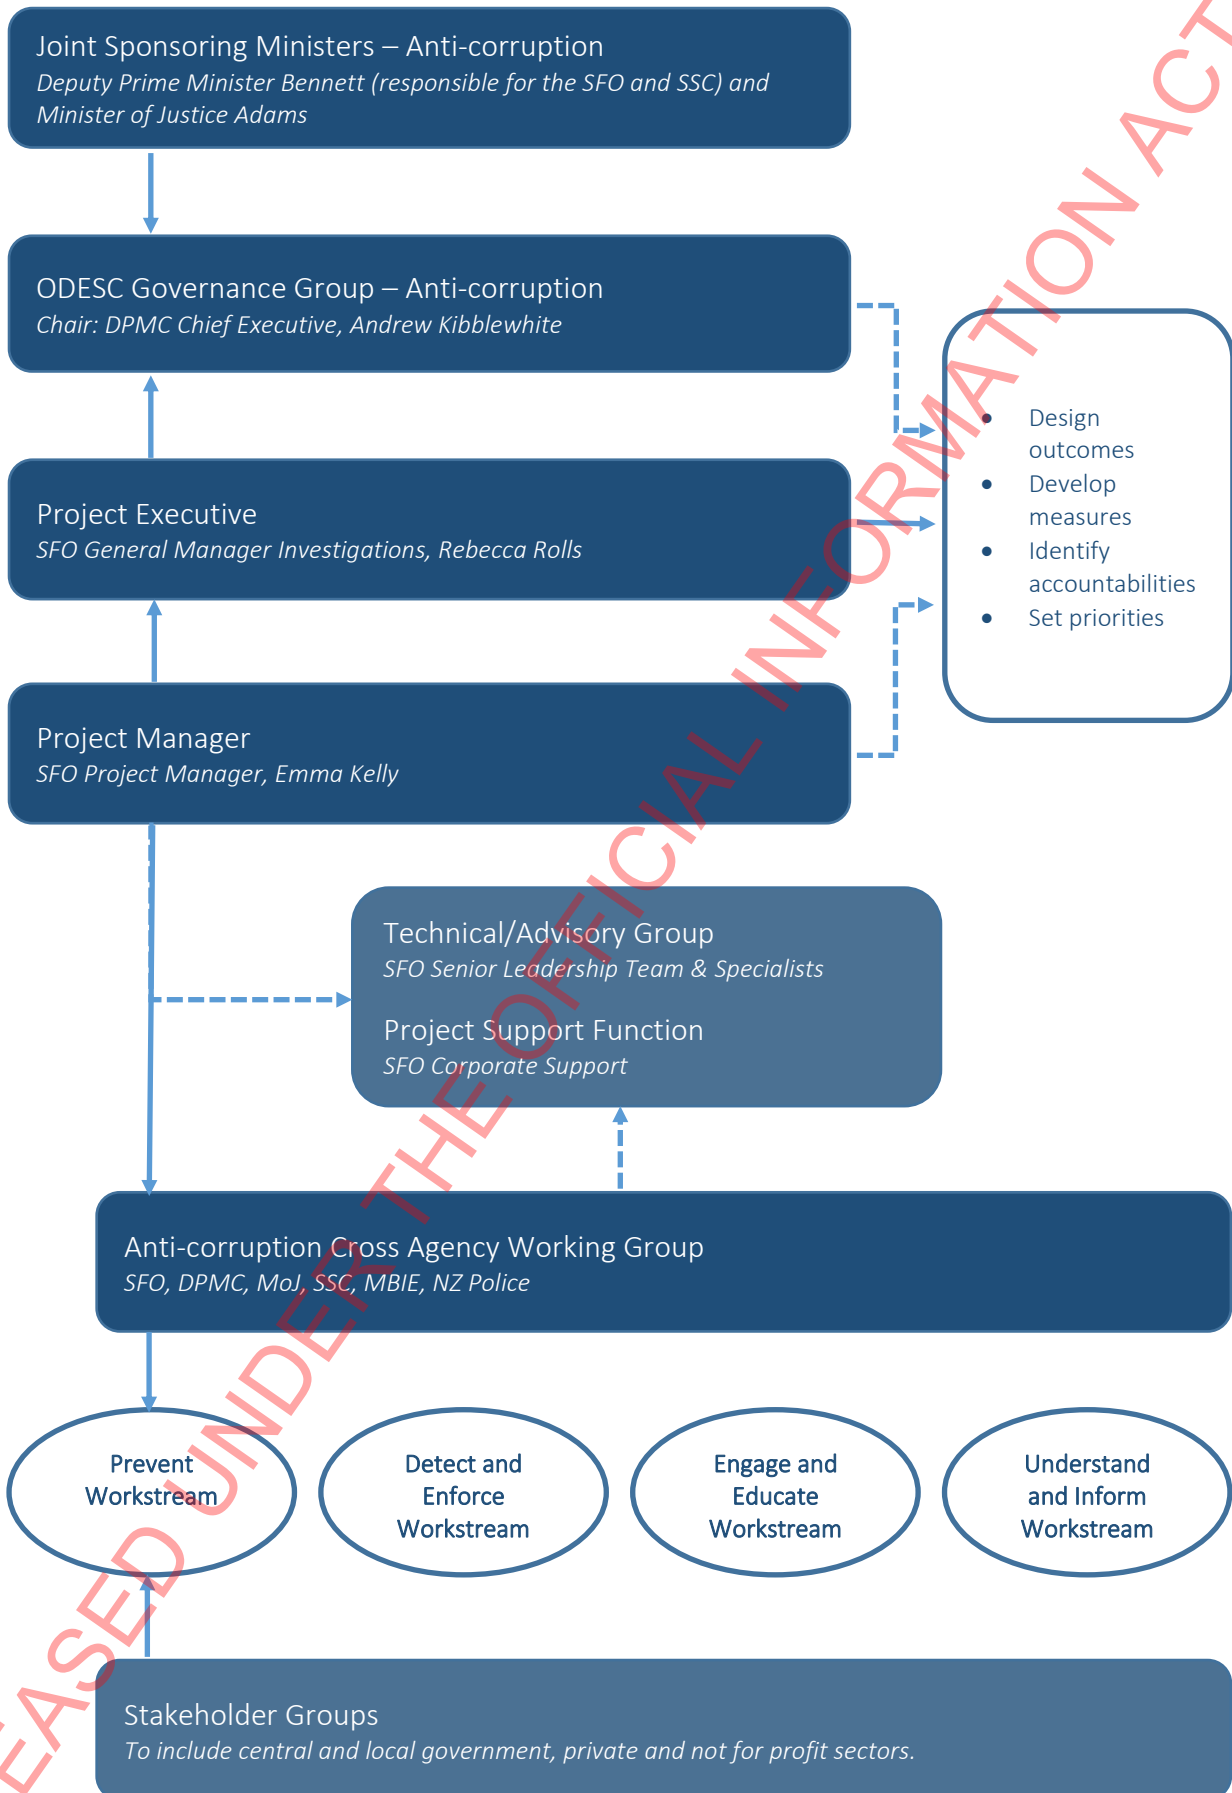 Joint Sponsoring Ministers – Anti-corruption
Deputy Prime Minister Bennett (responsible for the SFO and SSC) and
Minister of Justice Adams
ODESC Governance Group – Anti-corruption
Chair: DPMC Chief Executive, Andrew Kibblewhite
Project Executive
SFO General Manager Investigations, Rebecca Rolls
Project Manager
SFO Project Manager, Emma Kelly
• Design
outcomes
• Develop
measures
• Identify
accountabilities
• Set priorities
Technical/Advisory Group
SFO Senior Leadership Team & Specialists
Project Support Function
SFO Corporate Support
Anti-corruption Cross Agency Working Group
SFO, DPMC, MoJ, SSC, MBIE, NZ Police
Prevent
Workstream
Detect and
Enforce
Workstream
Engage and
Educate
Workstream
Understand
and Inform
Workstream
Stakeholder Groups
To include central and local government, private and not for profit sectors.
EASED UNDER THE OFFICIAL INFORMATION ACT